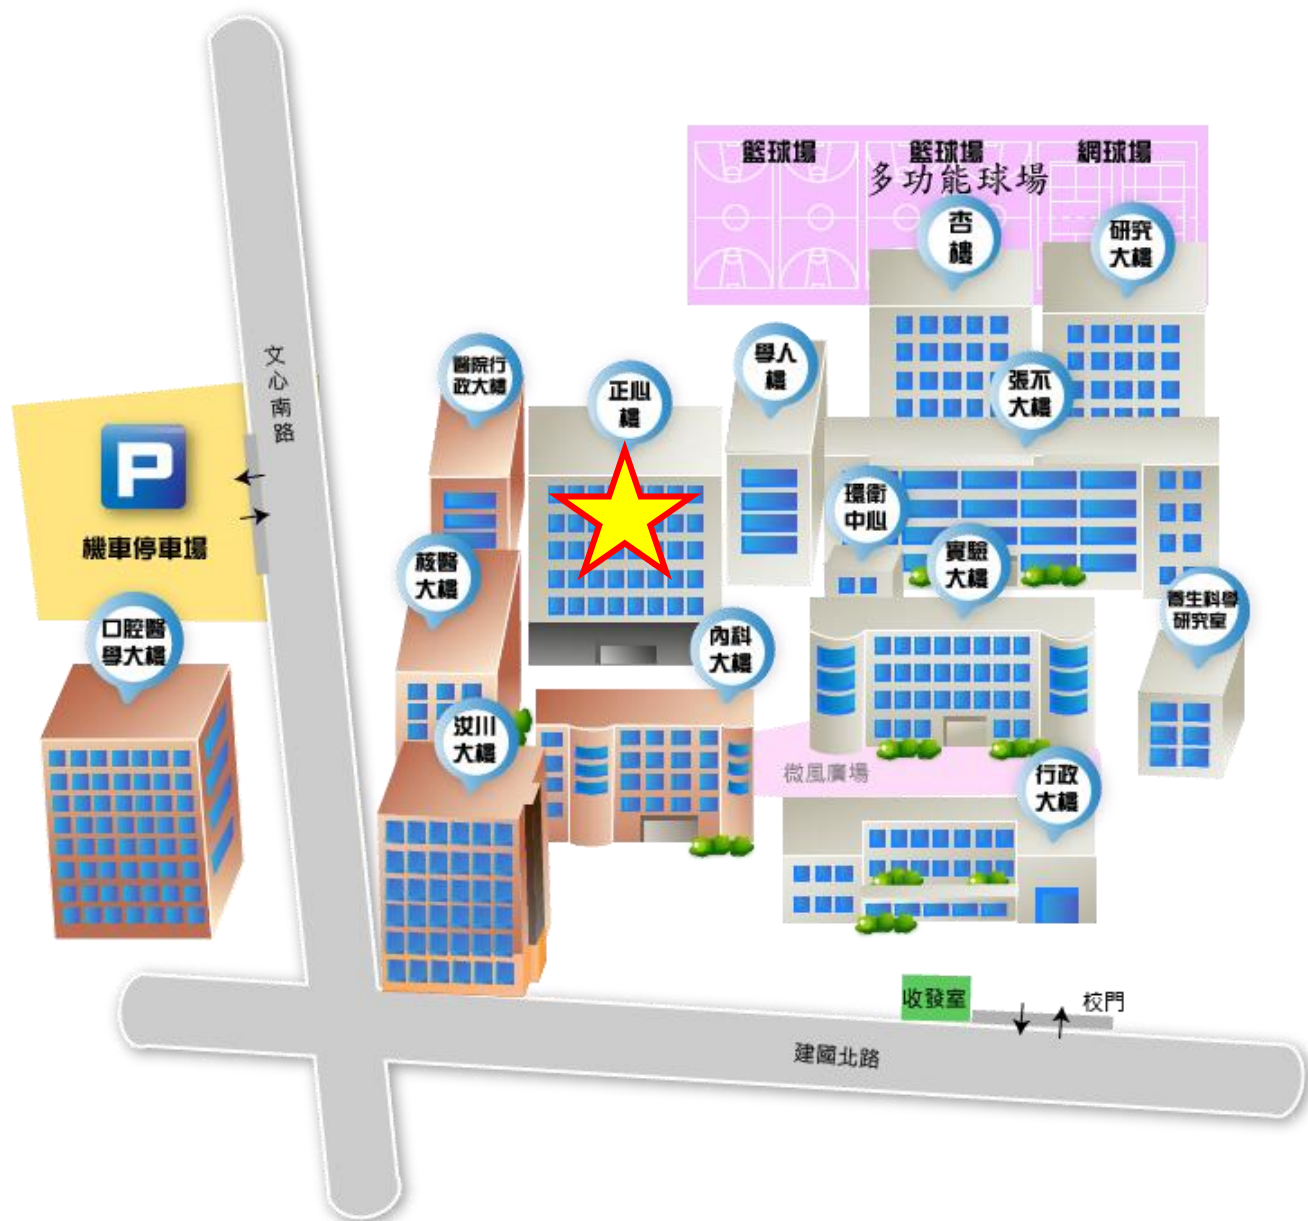 籃球場
籃球場
網球場
多功能球場
杏
樓
研究
大樓
文心南路
醫院行
政大樓
正心
樓
學人
樓
張不
大樓
P
機車停車場
環衛
中心
核醫
大樓
實驗
大樓
養生科學
研究室
口腔醫
學大樓
內科
大樓
汝川
大樓
微風廣場
行政
大樓
收發室
校門
建國北路